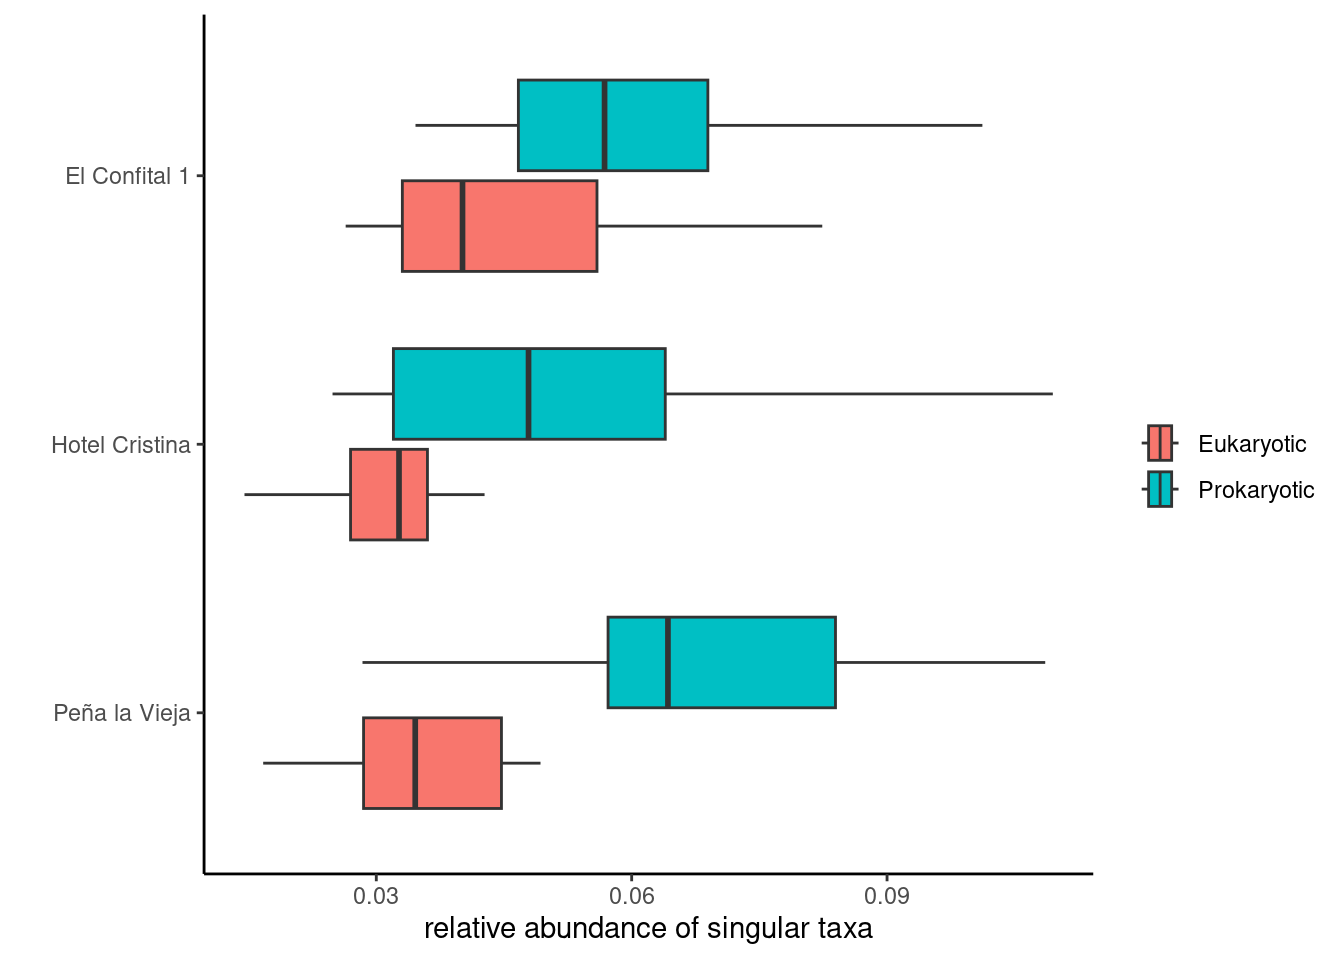 El Confital 1
Hotel Cristina
Peña la Vieja
0.03 0.06 0.09
relative abundance of singular taxa
Eukaryotic
Prokaryotic